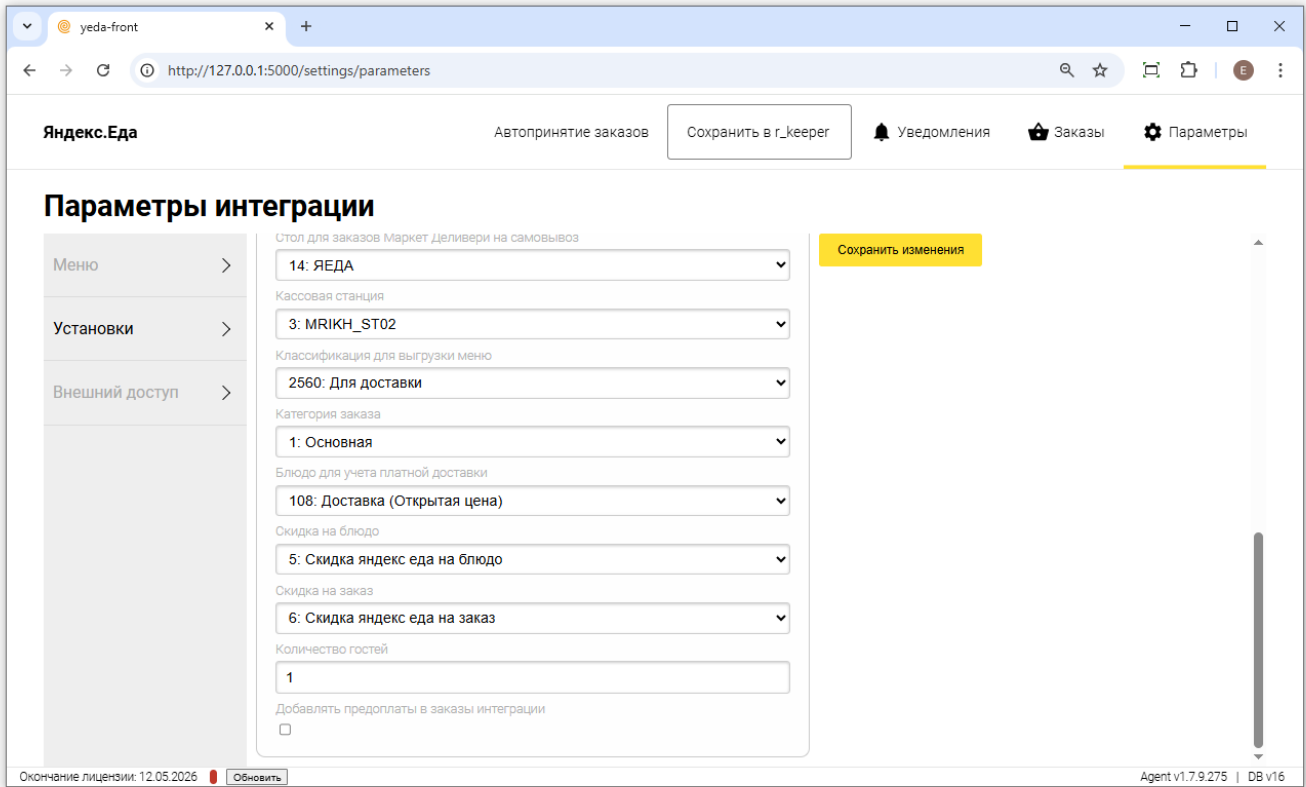 yeda-front
http://127.0.0.1:5000/settings/parameters
E
Яндекс.Еда
Автопринятие заказов
Сохранить в r_keeper
Уведомления
Заказы
Параметры
Параметры интеграции
Меню
Установки
Внешний доступ
Стол для заказов Маркет Деливери на самовывоз
14: ЯЕДА
Кассовая станция
3: MRIKH_ST02
Классификация для выгрузки меню
2560: Для доставки
Категория заказа
1: Основная
Блюдо для учета платной доставки
108: Доставка (Открытая цена)
Скидка на блюдо
5: Скидка яндекс еда на блюдо
Скидка на заказ
6: Скидка яндекс еда на заказ
Количество гостей
1
Добавлять предоплаты в заказы интеграции
Сохранить изменения
Окончание лицензии: 12.05.2026
Обновить
Agent v1.7.9.275 | DB v16